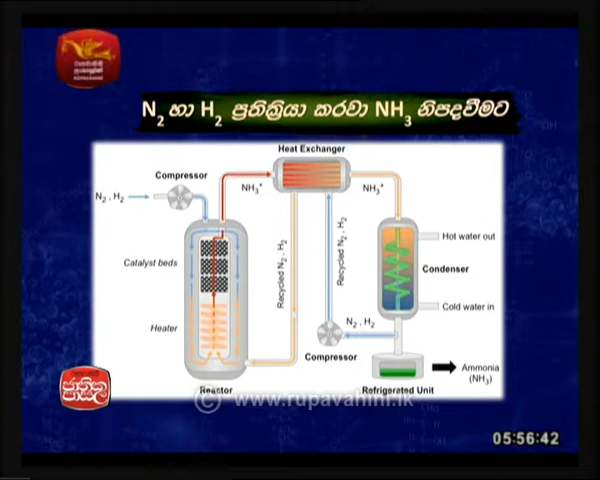 N2 හා H2 ප්‍රතික්‍රියා කරවා NH3 නිපදවීමට
Heat Exchanger
Compressor
N2 . H2
NH3*
NH3*
Recycled N2 . H2
Recycled N2 . H2
Hot water out
Catalyst beds
Condenser
Cold water in
Heater
N2 . H2
Compressor
Ammonia
(NH3)
Reactor
Refrigerated Unit
ජාතික
පාසල
© www.rupavahini.lk
05:56:42